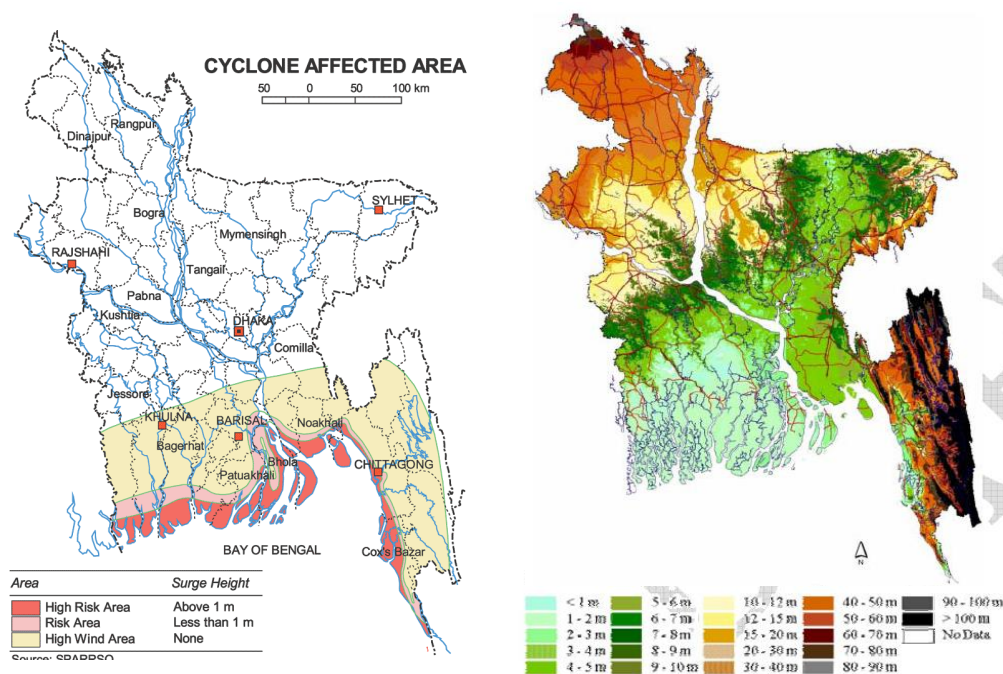 CYCLONE AFFECTED AREA
50 0 50 100 km
Rangpur
Dinajpur
SYLHET
Bogra
Mymensingh
RAJSHAHI
Tangail
Pabna
Kushtia
DHAKA
Comilla
Jessore
KHULNA
BARISAL
Noakhali
Bagerhat
Bhola
CHITTAGONG
Patuakhali
BAY OF BENGAL
Cox's Bazar
Area Surge Height
High Risk Area Above 1 m
Risk Area Less than 1 m
High Wind Area None
Source: SPARRSO
N
< 1 m 5 - 6 m 10 - 12 m 40 - 50 m 90 - 100 m
1 - 2 m 6 - 7 m 12 - 15 m 50 - 60 m > 100 m
2 - 3 m 7 - 8 m 15 - 20 m 60 - 70 m No Data
3 - 4 m 8 - 9 m 20 - 30 m 70 - 80 m
4 - 5 m 9 - 10 m 30 - 40 m 80 - 90 m